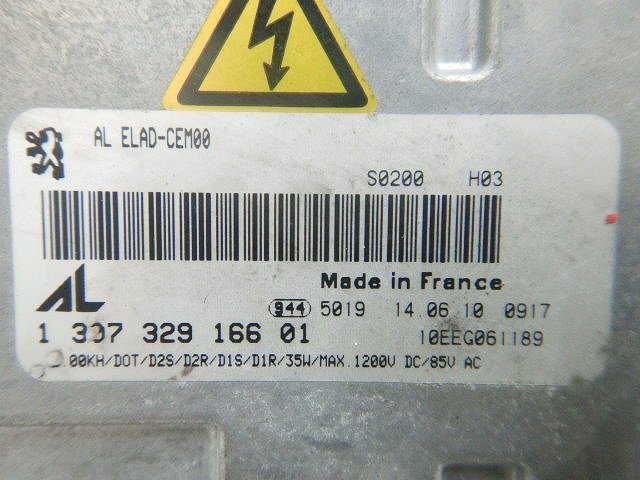 AL ELAD-CEM00
S0200 H03
Made in France
AL
944 5019 14.06.10 0917
1 307 329 166 01
10EEG061189
.00KH/DOT/D2S/D2R/D1S/D1R/35W/MAX.1200V DC/85V AC